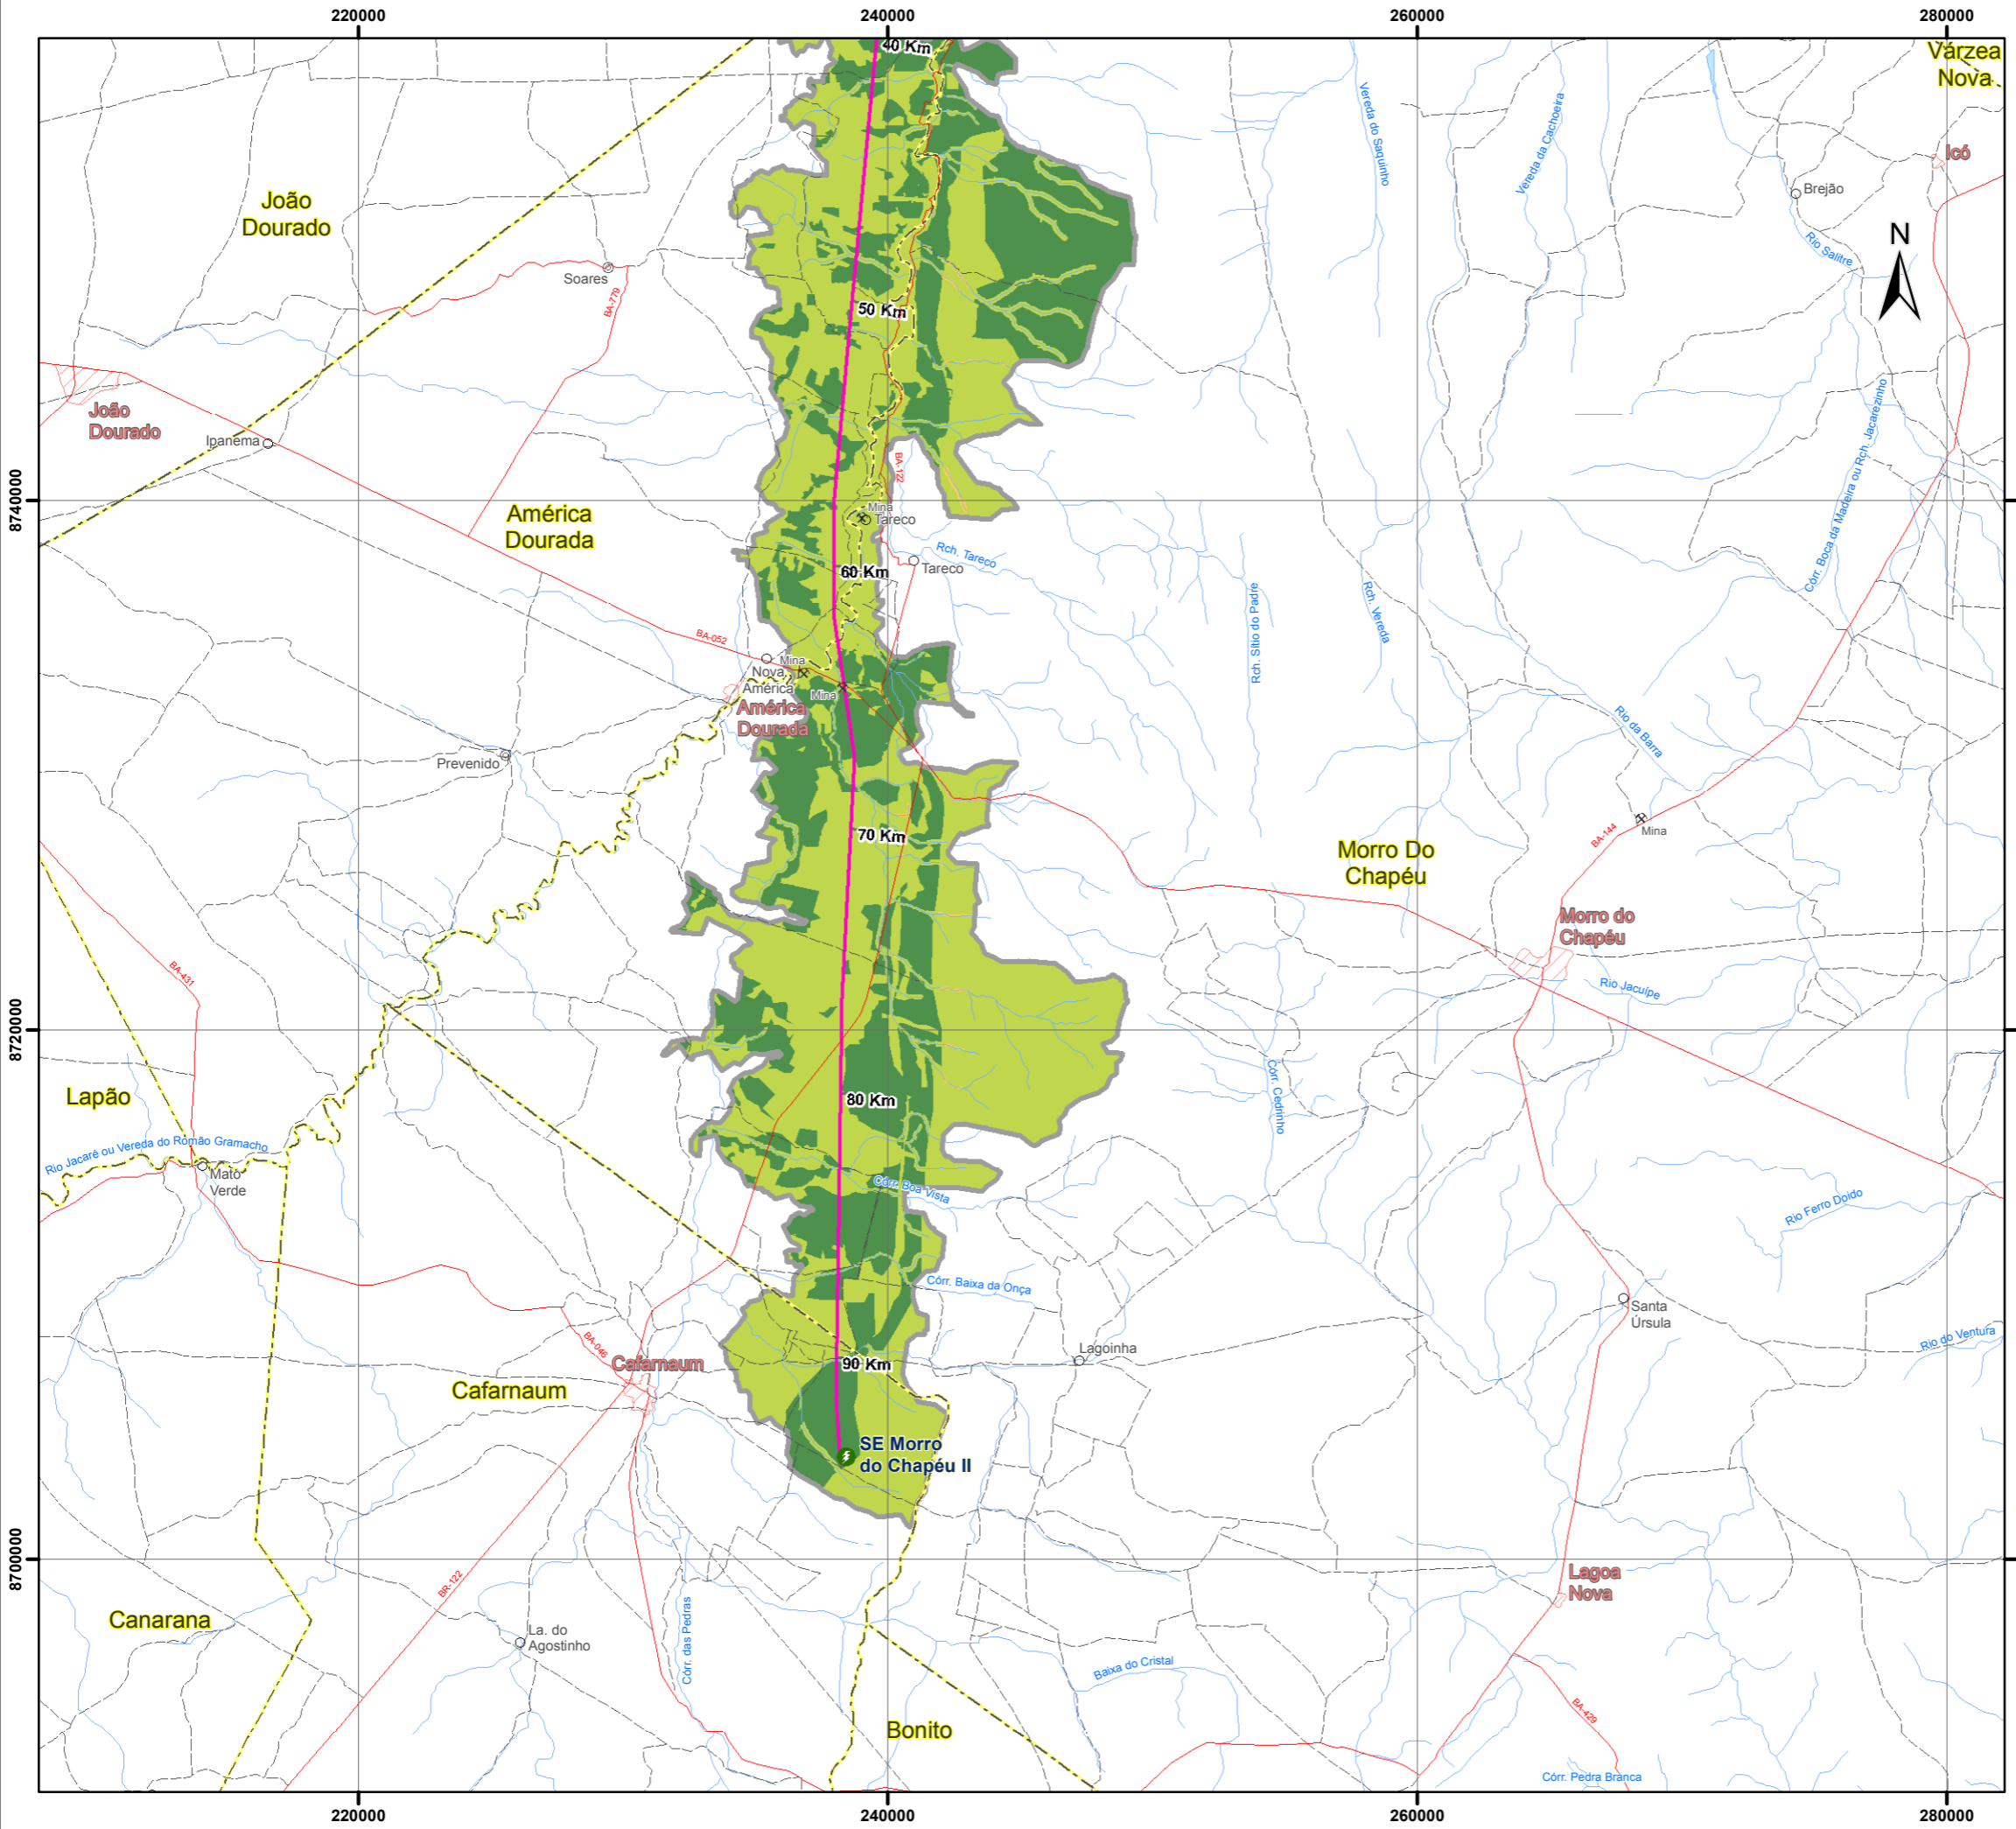 220000
240000
260000
280000
40 Km
Várzea
Nova
Vereda do Saquinho
Vereda da Cachoeira
Icó
Brejão
João
Dourado
Rio Salitre
N
Soares
BA-779
50 Km
João
Dourado
Ipanema
BA-122
Córr. Boca da Madeira ou Rch. Jacarezinho
8740000
América
Dourada
Mina
Tareco
Rch. Tareco
Tareco
60 Km
Rch. Sítio do Padre
Rch. Vereda
BA-052
Mina
Nova
América
Mina
América
Dourada
Rio da Barra
Prevenido
70 Km
BA-144
Mina
Morro Do
Chapéu
Morro do
Chapéu
BA-431
Rio Jacuípe
8720000
Lapão
80 Km
Córr. Cedrinho
Rio Jacaré ou Vereda do Romão Gramacho
Mato
Verde
Córr. Boa Vista
Rio Ferro Doido
Córr. Baixa da Onça
Santa
Úrsula
BA-046
Cafarnaum
Lagoinha
Rio do Ventura
90 Km
Cafarnaum
SE Morro
do Chapéu II
8700000
BR-122
Lagoa
Nova
Canarana
La. do
Agostinho
Córr. das Pedras
Baixa do Cristal
BA-429
Bonito
Córr. Pedra Branca
220000
240000
260000
280000